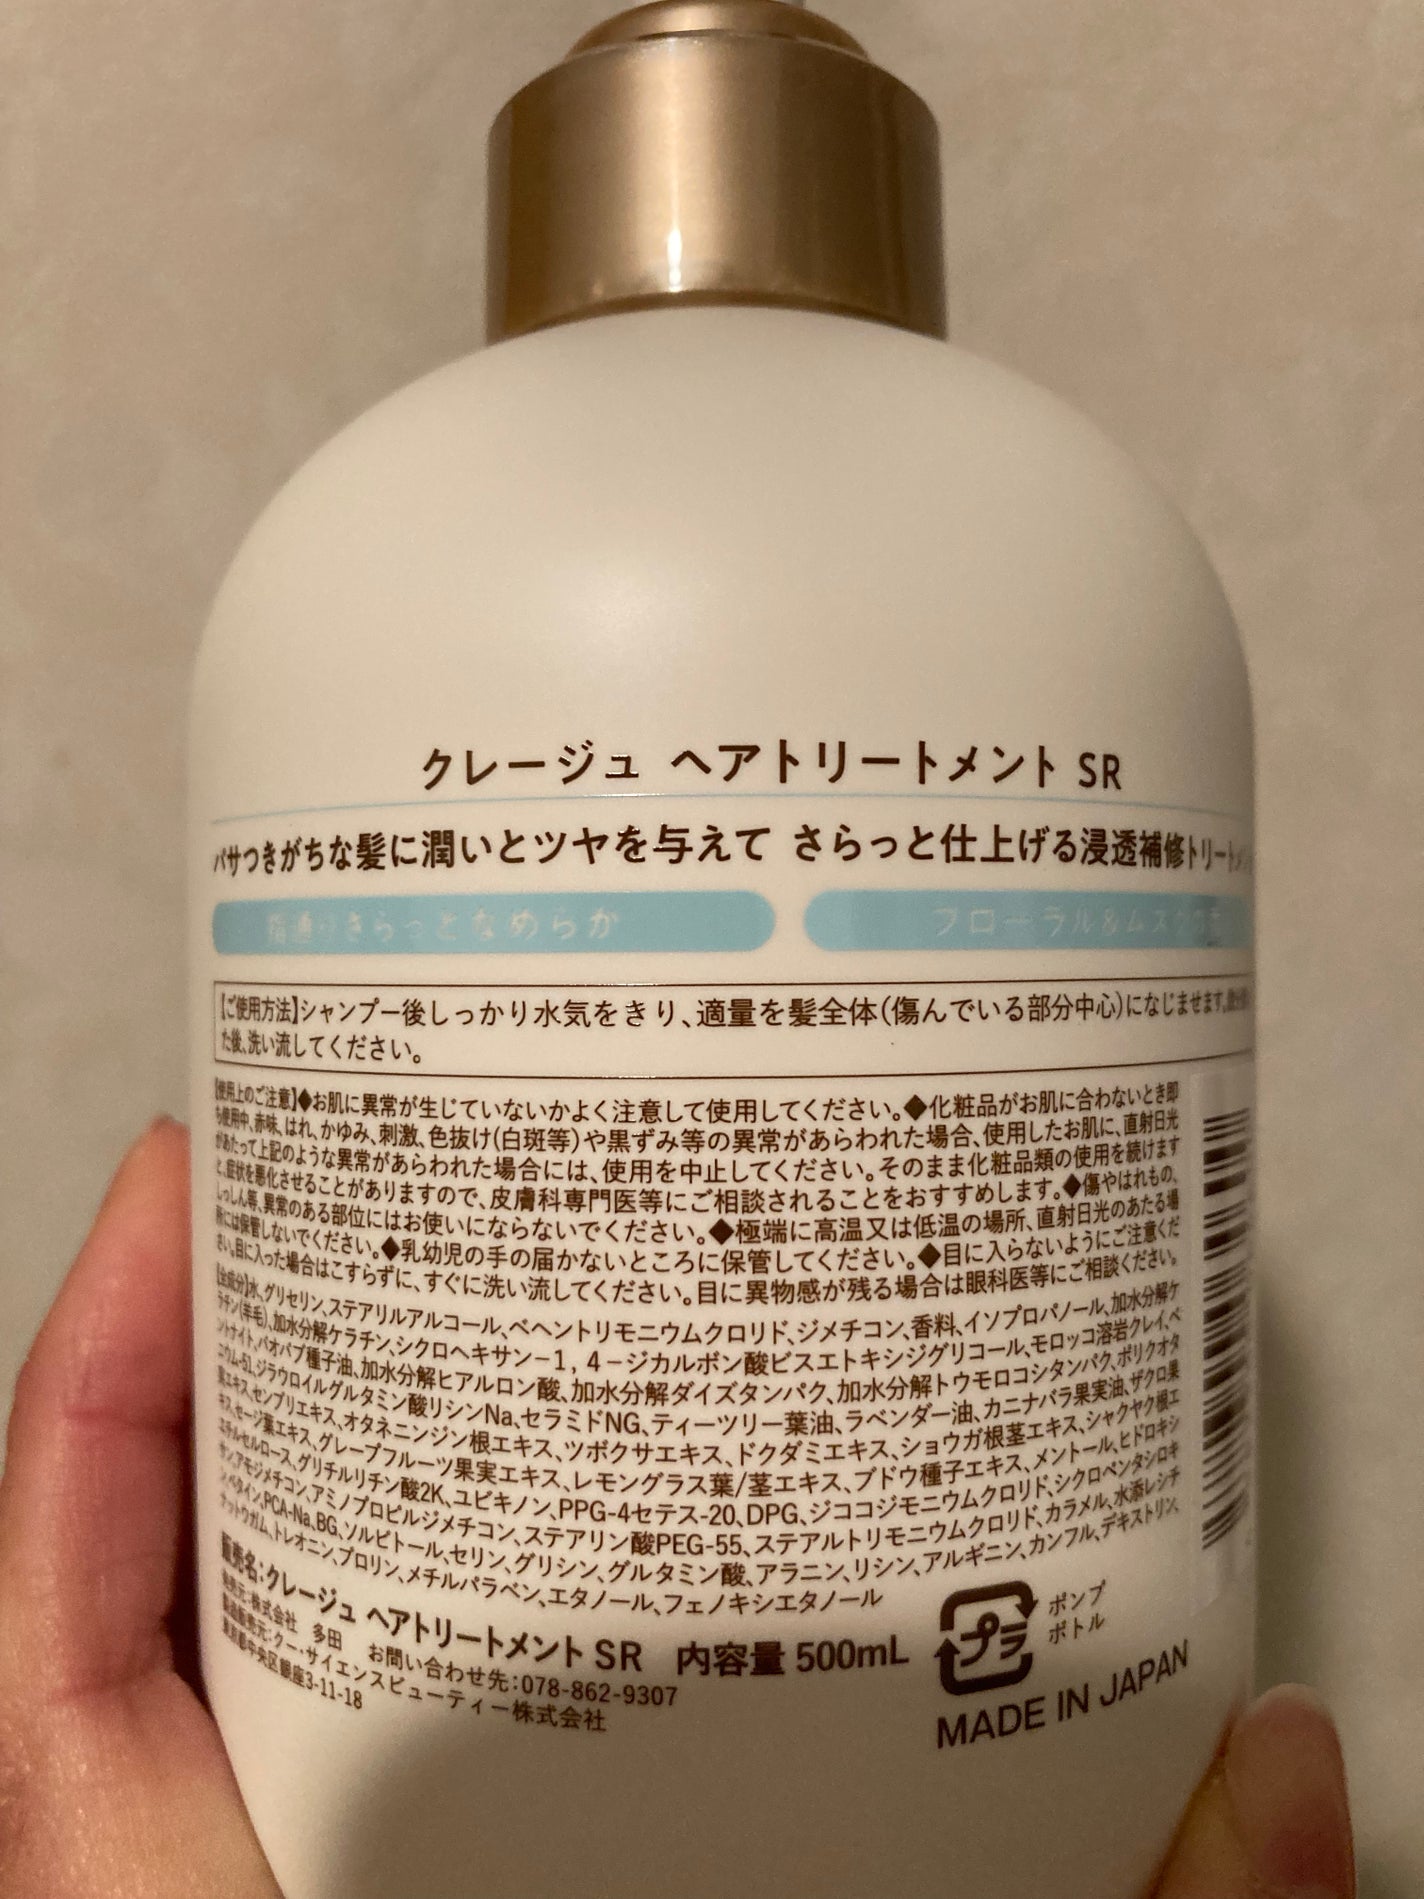 クレージュ ヘアトリートメント SR
パサつきがちな髪に潤いとツヤを与えて さらっと仕上げる浸透補修トリートメント
指通りさらっとなめらか
フローラル&ムスクの香
【ご使用方法】シャンプー後しっかり水気をきり、適量を髪全体(傷んでいる部分中心)になじませます。
た後、洗い流してください。
【使用上のご注意】◆お肌に異常が生じていないかよく注意して使用してください。◆化粧品がお肌に合わないとき即
ち使用中、赤味、はれ、かゆみ、刺激、色抜け(白斑等)や黒ずみ等の異常があらわれた場合、使用したお肌に、直射日光
があたって上記のような異常があらわれた場合には、使用を中止してください。そのまま化粧品類の使用を続けます
と、症状を悪化させることがありますので、皮膚科専門医等にご相談されることをおすすめします。◆傷やはれもの、
しっしん等、異常のある部位にはお使いにならないでください。◆極端に高温又は低温の場所、直射日光のあたる場
所には保管しないでください。◆乳幼児の手の届かないところに保管してください。◆目に入らないようにご注意くだ
さい。目に入った場合はこすらずに、すぐに洗い流してください。目に異物感が残る場合は眼科医等にご相談ください。
【全成分】水、グリセリン、ステアリルアルコール、ベヘントリモニウムクロリド、ジメチコン、香料、イソプロパノール、加水分解ケ
ラチン(羊毛)、加水分解ケラチン、シクロヘキサン-1, 4-ジカルボン酸ビスエトキシジグリコール、モロッコ溶岩クレイ、ベ
ントナイト、バオバブ種子油、加水分解ヒアルロン酸、加水分解ダイズタンパク、加水分解トウモロコシタンパク、ポリクオタ
ニウム-51、ジラウロイルグルタミン酸リシンNa、セラミドNG、ティーツリー葉油、ラベンダー油、カニナバラ果実油、ザクロ果
実エキス、センブリエキス、オタネニンジン根エキス、ツボクサエキス、ドクダミエキス、ショウガ根茎エキス、シャクヤク根エ
キス、セージ葉エキス、グレープフルーツ果実エキス、レモングラス葉/茎エキス、ブドウ種子エキス、メントール、ヒドロキシ
エチルセルロース、グリチルリチン酸2K、ユビキノン、PPG-4セテス-20、DPG、ジココジモニウムクロリド、シクロペンタシロキ
サン、アモジメチコン、アミノプロピルジメチコン、ステアリン酸PEG-55、ステアルトリモニウムクロリド、カラメル、水添レシチ
ン、ベタイン、PCA-Na、BG、ソルビトール、セリン、グリシン、グルタミン酸、アラニン、リシン、アルギニン、カンフル、デキストリン、
サットウガム、トレオニン、プロリン、メチルパラベン、エタノール、フェノキシエタノール
販売名:クレージュ ヘアトリートメント SR 内容量 500mL
発売元:株式会社 多田 お問い合わせ先:078-862-9307
製造販売元:クー・サイエンスビューティー株式会社
東京都中央区銀座3-11-18
プラ
ポンプ
ボトル
MADE IN JAPAN